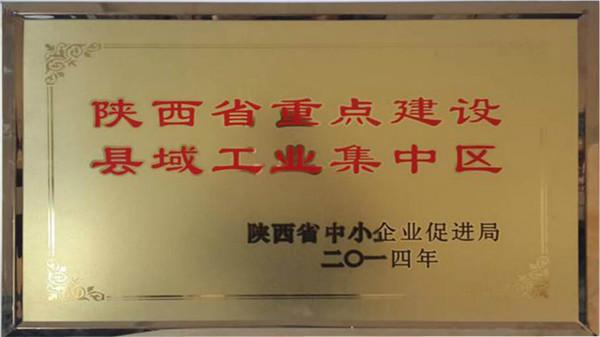 陕西省重点建设
县域工业集中区
陕西省中小企业促进局
二〇一四年